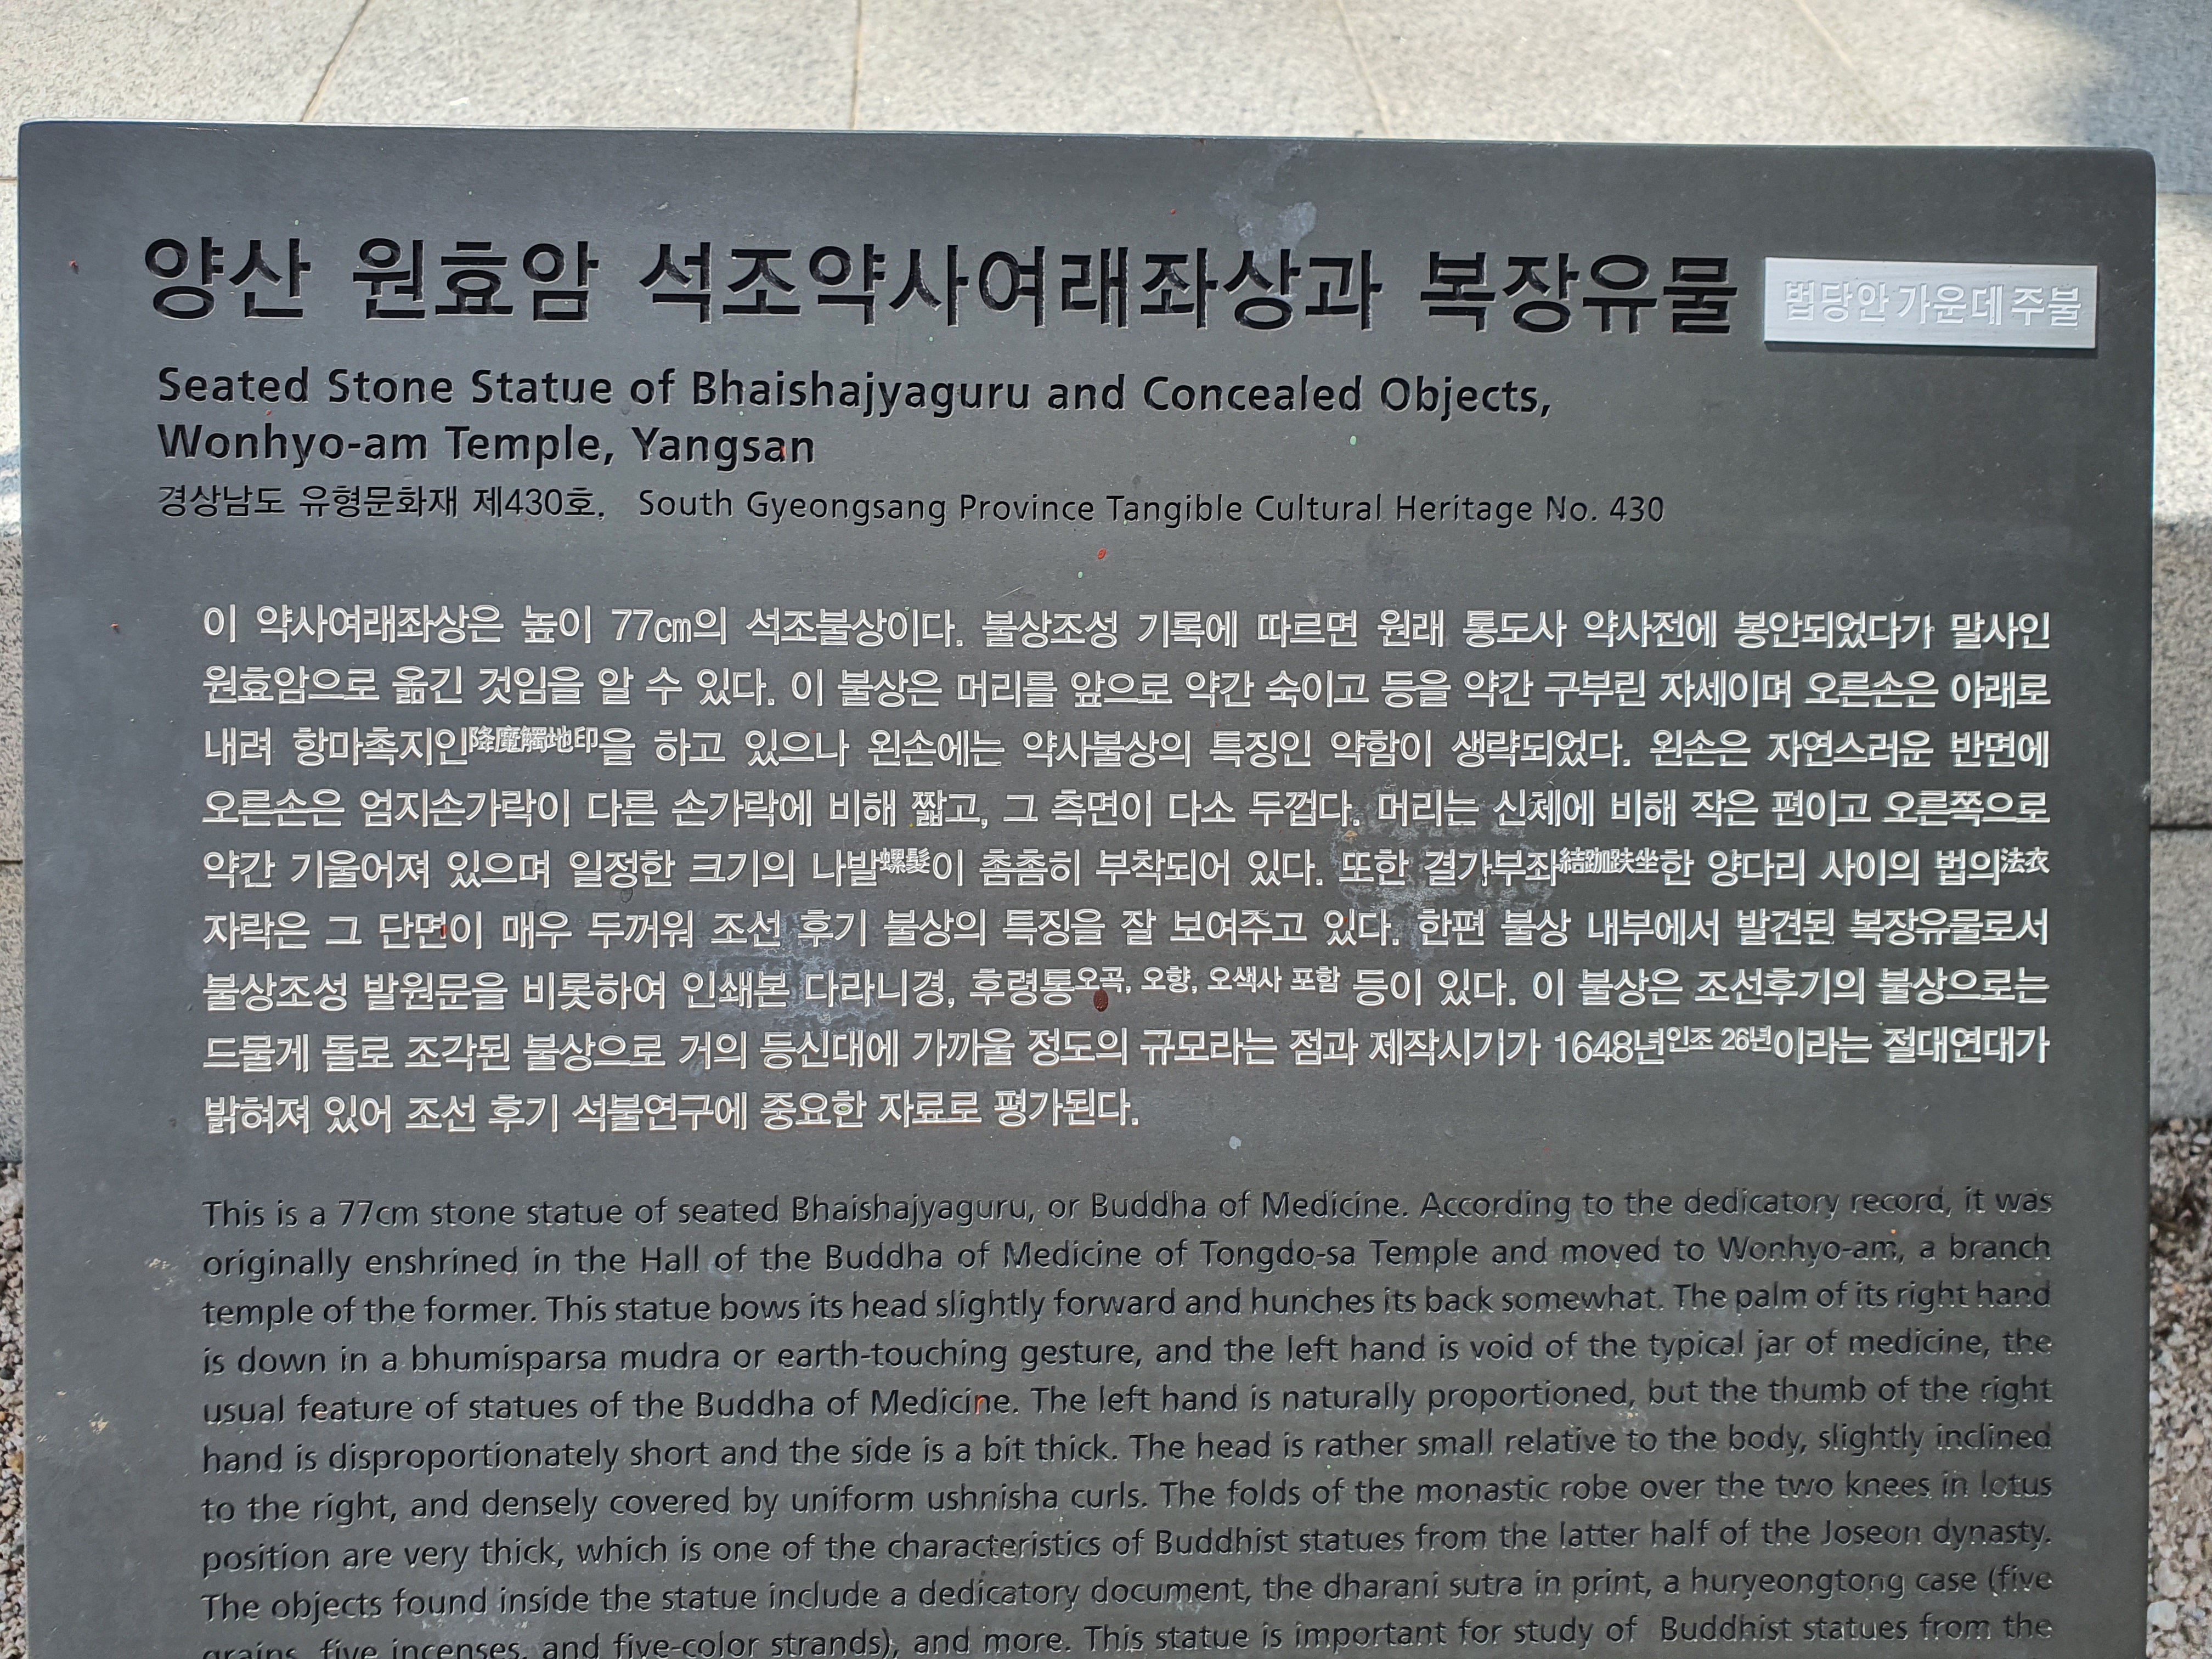 양산 원효암 석조약사여래좌상과 복장유물 법당안 가운데 주불
Seated Stone Statue of Bhaishajyaguru and Concealed Objects,
Wonhyo-am Temple, Yangsan
경상남도 유형문화재 제430호. South Gyeongsang Province Tangible Cultural Heritage No. 430
이 약사여래좌상은 높이 77㎝의 석조불상이다. 불상조성 기록에 따르면 원래 통도사 약사전에 봉안되었다가 말사인
원효암으로 옮긴 것임을 알 수 있다. 이 불상은 머리를 앞으로 약간 숙이고 등을 약간 구부린 자세이며 오른손은 아래로
내려 항마촉지인降魔觸地印을 하고 있으나 왼손에는 약사불상의 특징인 약함이 생략되었다. 왼손은 자연스러운 반면에
오른손은 엄지손가락이 다른 손가락에 비해 짧고, 그 측면이 다소 두껍다. 머리는 신체에 비해 작은 편이고 오른쪽으로
약간 기울어져 있으며 일정한 크기의 나발螺髮이 촘촘히 부착되어 있다. 또한 결가부좌結跏趺坐한 양다리 사이의 법의法衣
자락은 그 단면이 매우 두꺼워 조선 후기 불상의 특징을 잘 보여주고 있다. 한편 불상 내부에서 발견된 복장유물로서
불상조성 발원문을 비롯하여 인쇄본 다라니경, 후령통오곡, 오향, 오색사 포함 등이 있다. 이 불상은 조선후기의 불상으로는
드물게 돌로 조각된 불상으로 거의 등신대에 가까울 정도의 규모라는 점과 제작시기가 1648년인조 26년이라는 절대연대가
밝혀져 있어 조선 후기 석불연구에 중요한 자료로 평가된다.
This is a 77cm stone statue of seated Bhaishajyaguru, or Buddha of Medicine. According to the dedicatory record, it was
originally enshrined in the Hall of the Buddha of Medicine of Tongdo-sa Temple and moved to Wonhyo-am, a branch
temple of the former. This statue bows its head slightly forward and hunches its back somewhat. The palm of its right hand
is down in a bhumisparsa mudra or earth-touching gesture, and the left hand is void of the typical jar of medicine, the
usual feature of statues of the Buddha of Medicine. The left hand is naturally proportioned, but the thumb of the right
hand is disproportionately short and the side is a bit thick. The head is rather small relative to the body, slightly inclined
to the right, and densely covered by uniform ushnisha curls. The folds of the monastic robe over the two knees in lotus
position are very thick, which is one of the characteristics of Buddhist statues from the latter half of the Joseon dynasty.
The objects found inside the statue include a dedicatory document, the dharani sutra in print, a huryeongtong case (five
grains, five incenses, and five-color strands), and more. This statue is important for study of Buddhist statues from the